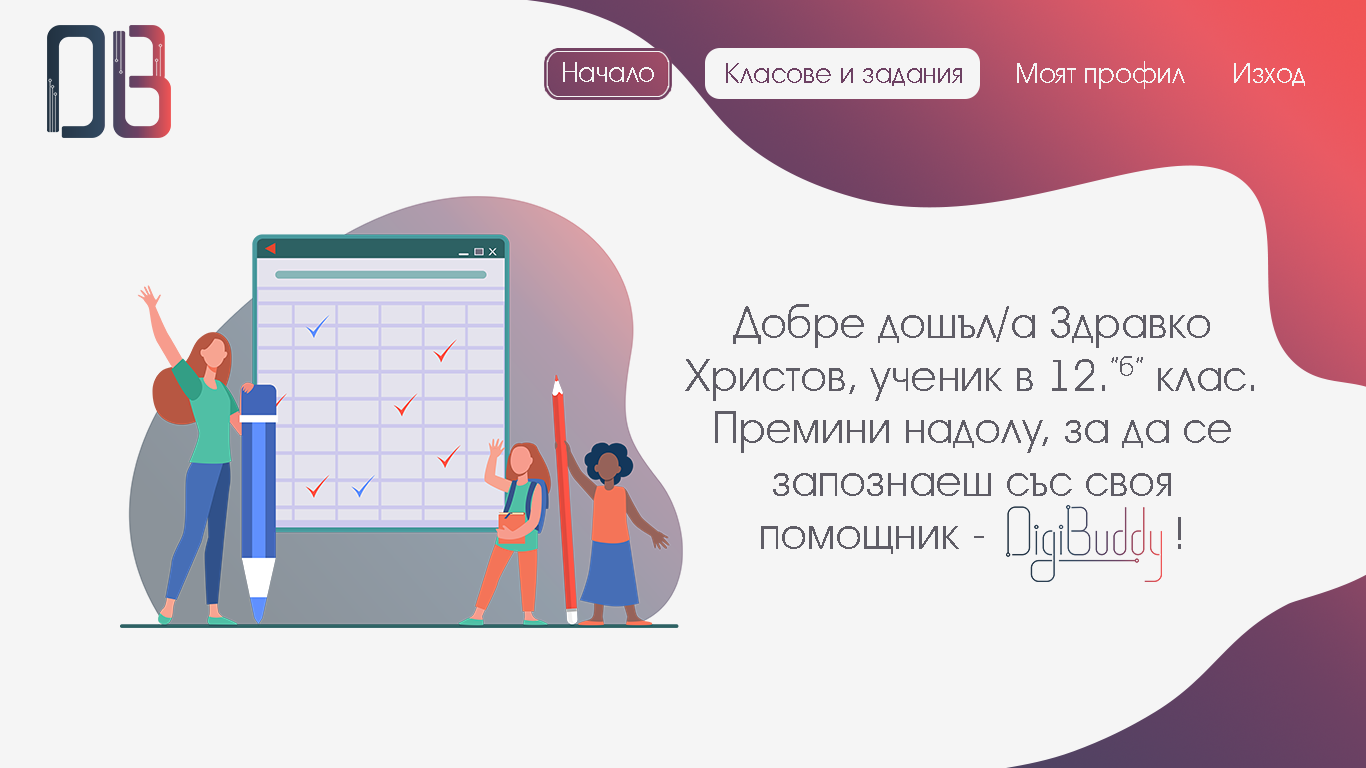 DB
Начало
Класове и задания
Моят профил
Изход
Добре дошъл/а Здравко
Христов, ученик в 12."б" клас.
Премини надолу, за да се
запознаеш със своя
помощник - DigiBuddy !